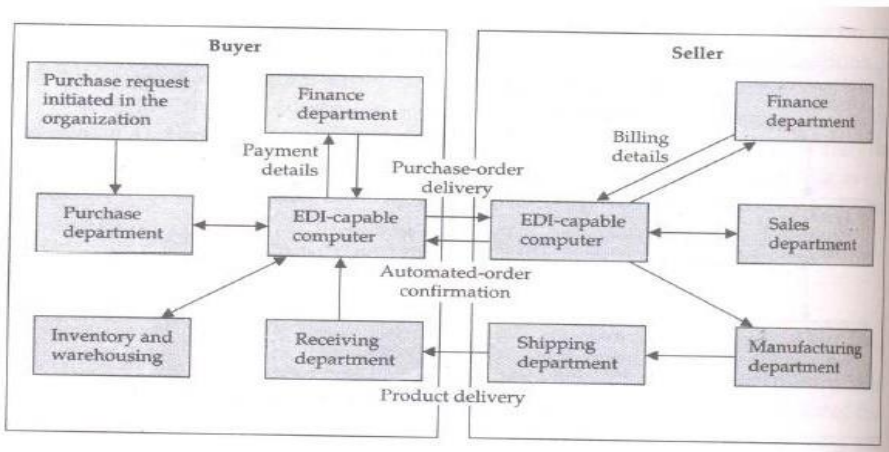 Buyer
Seller
Purchase request
initiated in the
organization
Finance
department
Finance
department
Payment
details
Billing
details
Purchase-order
delivery
Purchase
department
EDI-capable
computer
EDI-capable
computer
Sales
department
Automated-order
confirmation
Inventory and
warehousing
Receiving
department
Shipping
department
Manufacturing
department
Product delivery